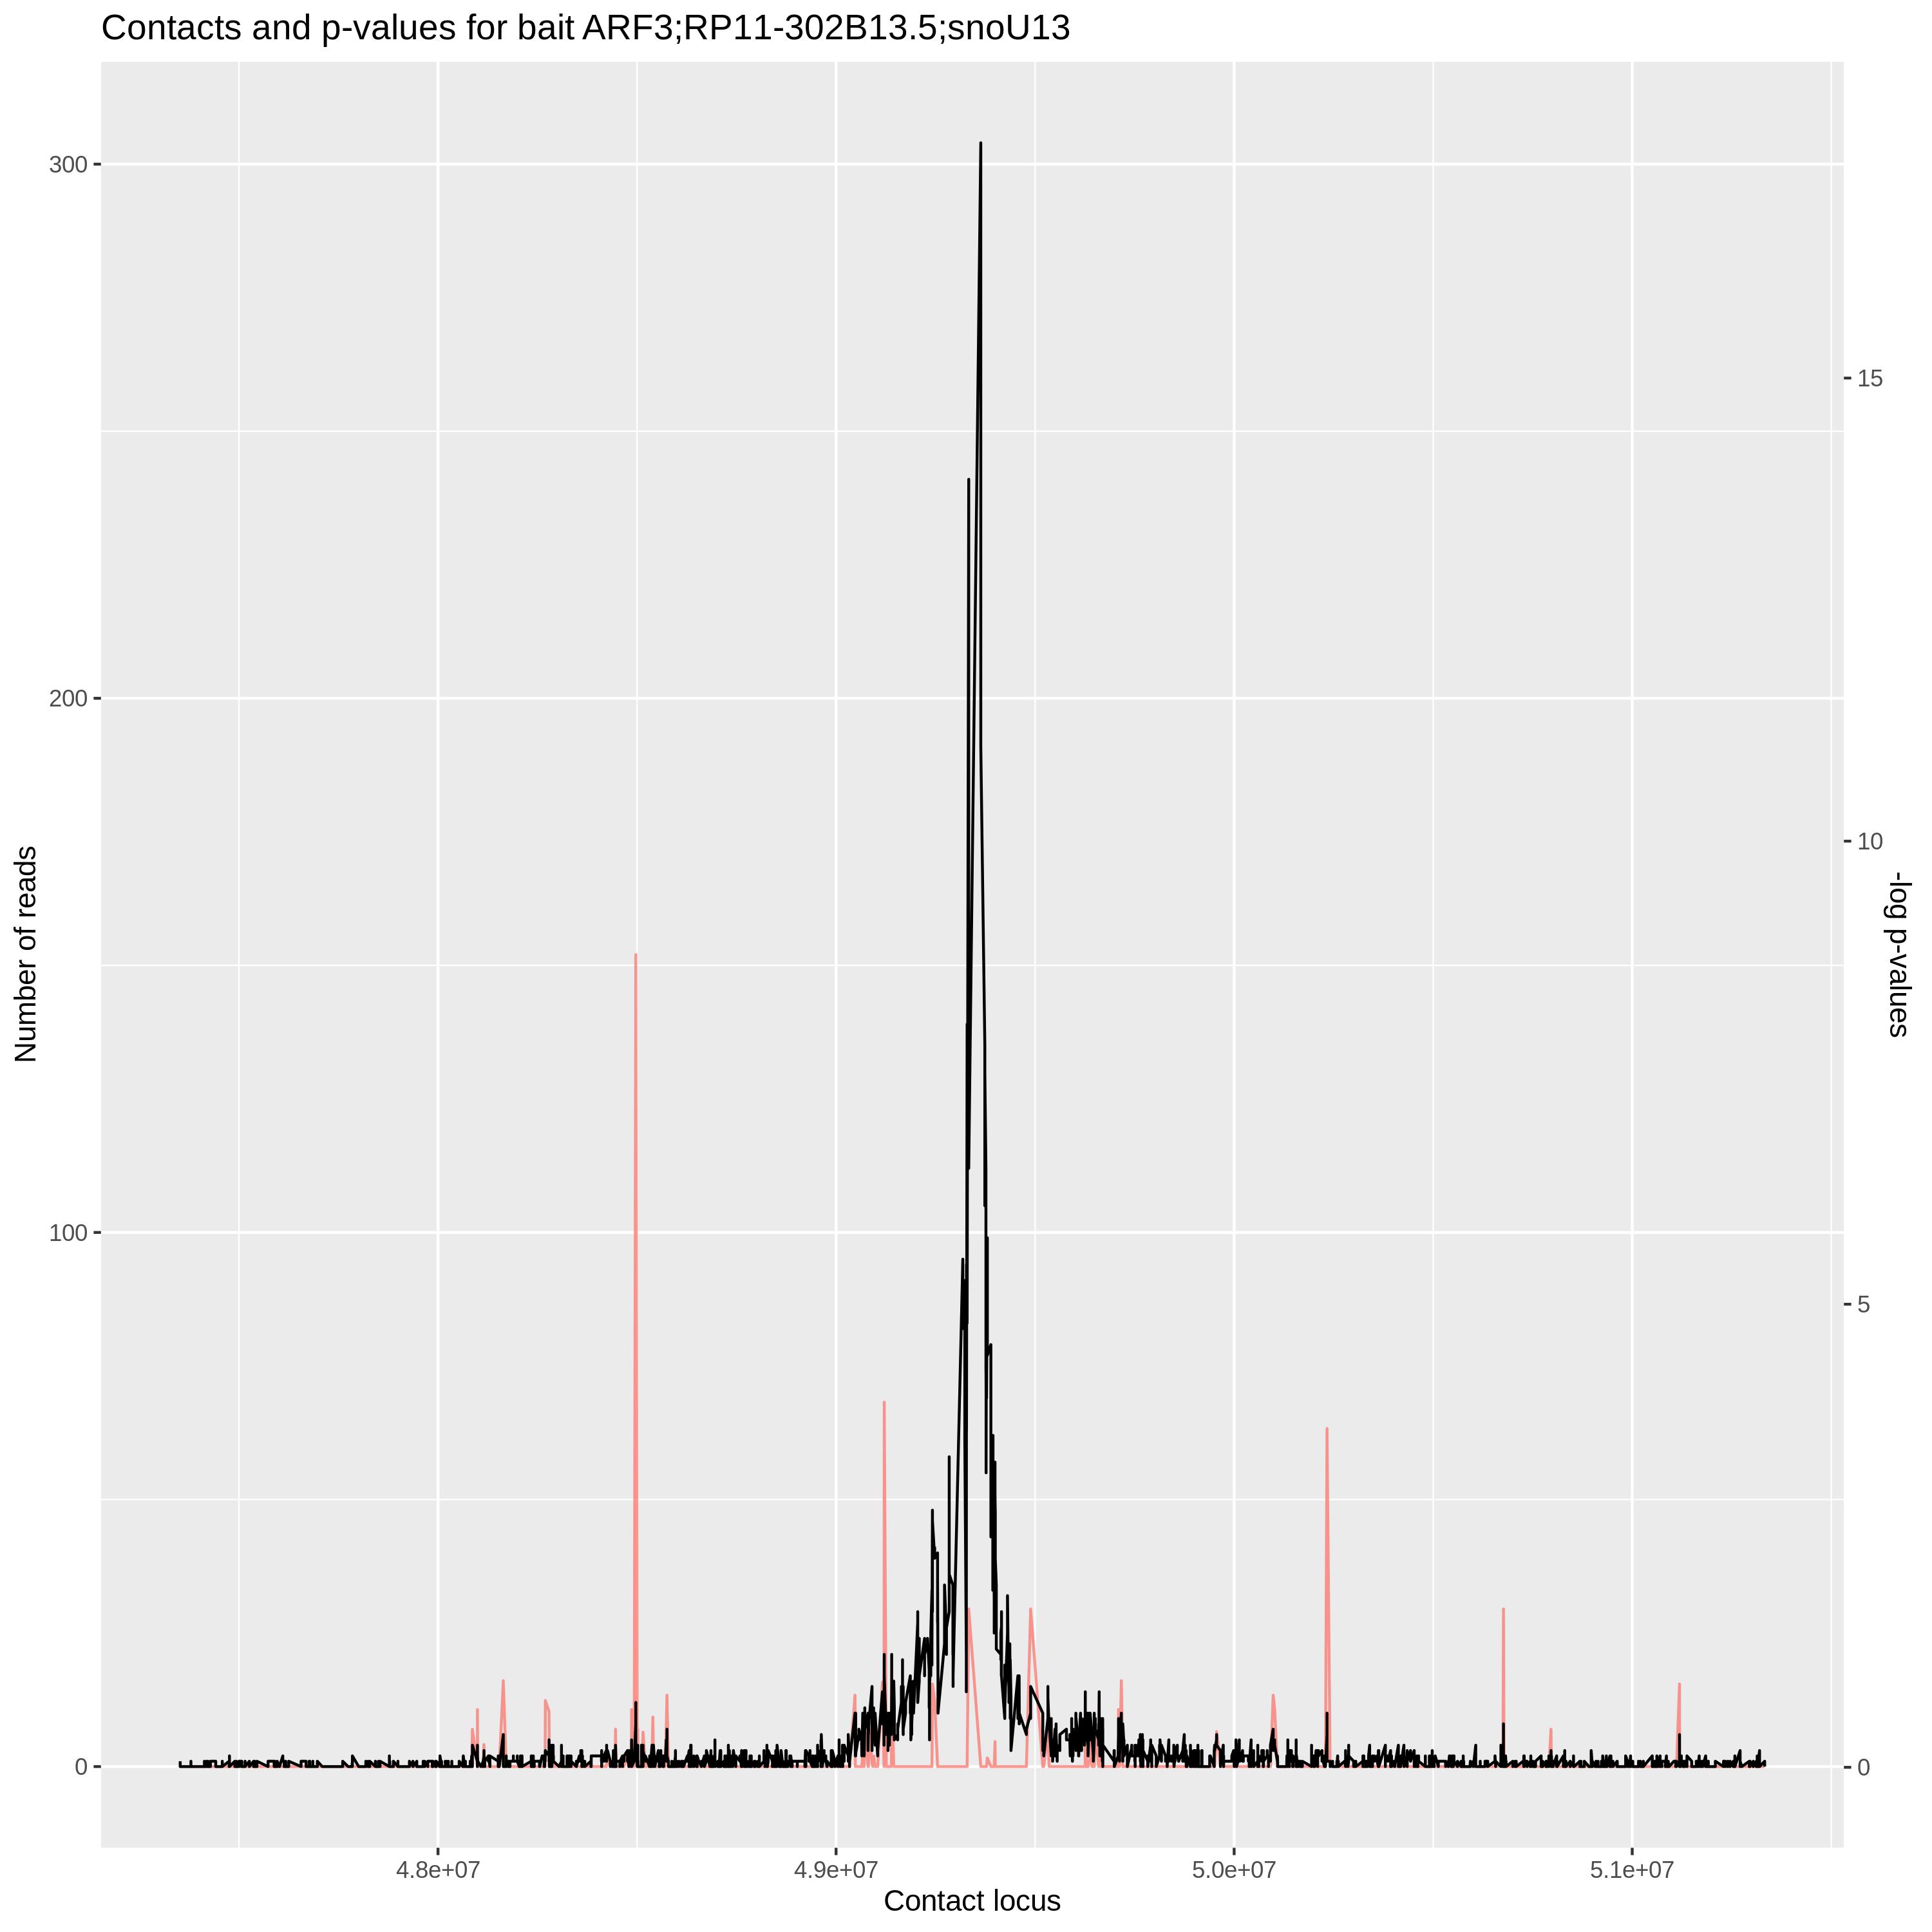 Contacts and p-values for bait ARF3;RP11-302B13.5;snoU13
300
200
100
0
Number of reads
15
10
5
0
-log p-values
4.8e+07 4.9e+07 5.0e+07 5.1e+07
Contact locus